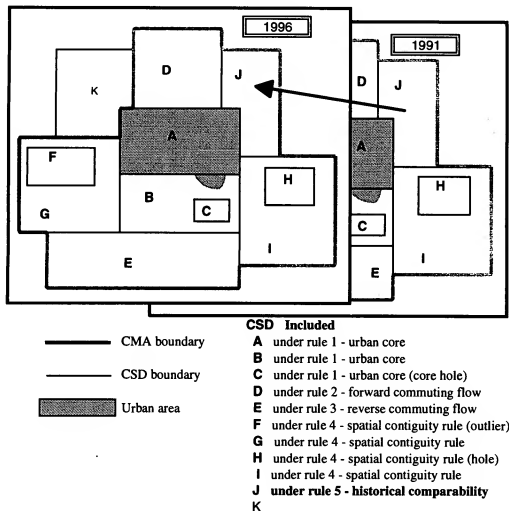 1996
1991
D
J
K
D
J
A
A
F
H
H
B
C
C
G
I
I
E
E
CSD Included
CMA boundary
CSD boundary
Urban area
A under rule 1 - urban core
B under rule 1 - urban core
C under rule 1 - urban core (core hole)
D under rule 2 - forward commuting flow
E under rule 3 - reverse commuting flow
F under rule 4 - spatial contiguity rule (outlier)
G under rule 4 - spatial contiguity rule
H under rule 4 - spatial contiguity rule (hole)
I under rule 4 - spatial contiguity rule
J under rule 5 - historical comparability
K